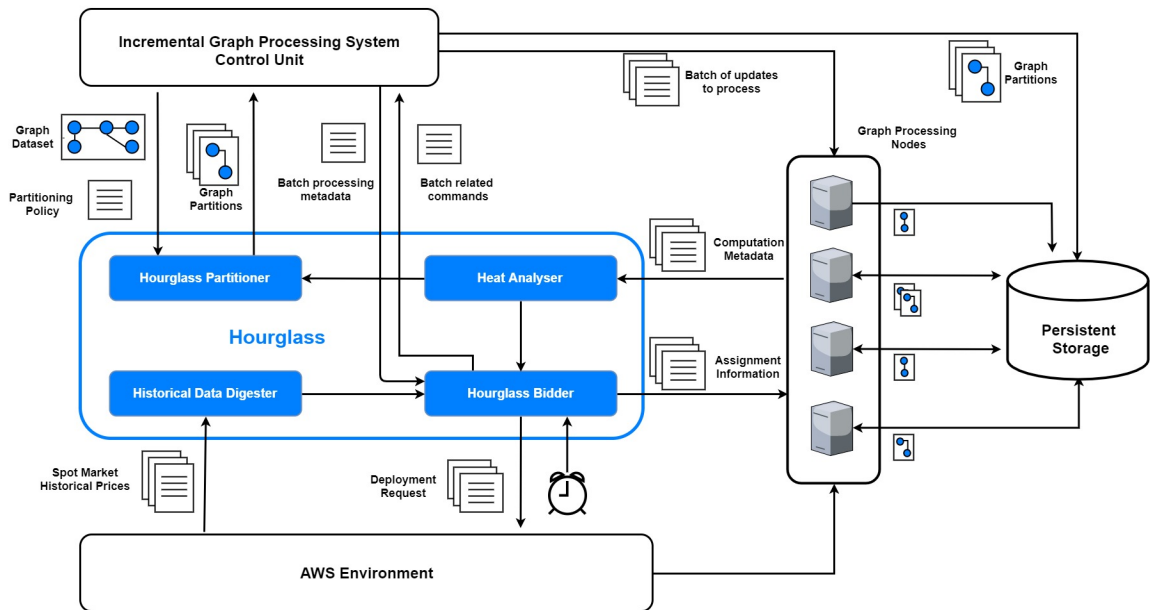 Incremental Graph Processing System
Control Unit
Batch of updates
to process
Graph
Partitions
Graph
Dataset
Graph Processing
Nodes
Partitioning
Policy
Graph
Partitions
Batch processing
metadata
Batch related
commands
Computation
Metadata
Hourglass Partitioner
Heat Analyser
Hourglass
Persistent
Storage
Assignment
Information
Historical Data Digester
Hourglass Bidder
Spot Market
Historical Prices
Deployment
Request
AWS Environment